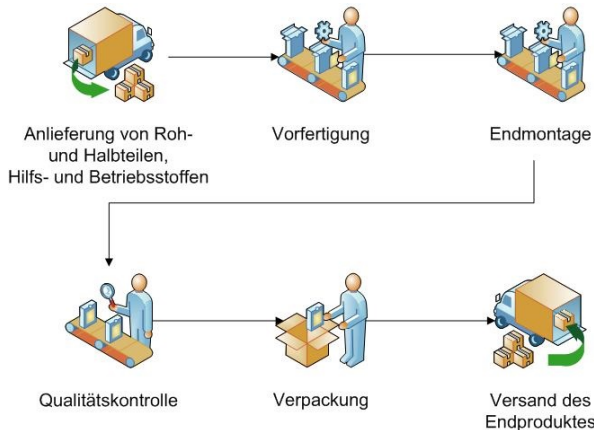 Anlieferung von Roh-
und Halbteilen,
Hilfs- und Betriebsstoffen
Vorfertigung
Endmontage
Qualitätskontrolle
Verpackung
Versand des
Endproduktes